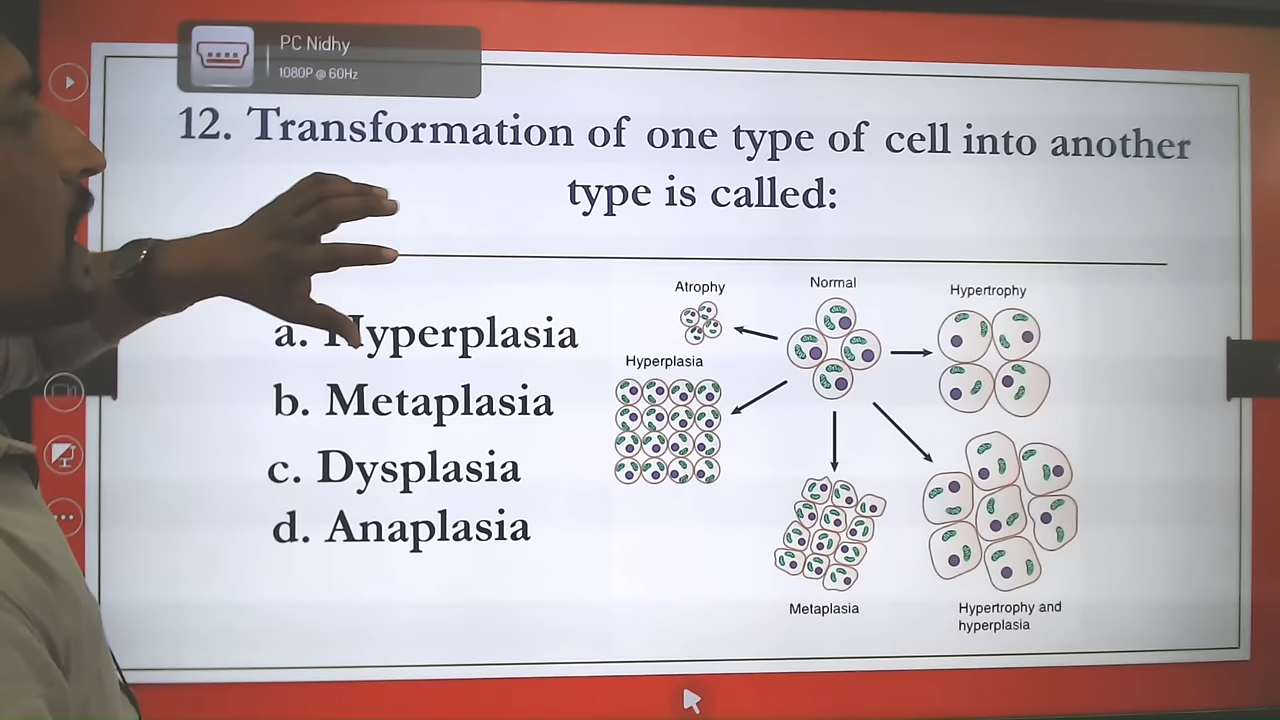 PC Nidhy
1080P @ 60Hz
12. Transformation of one type of cell into another
type is called:
a. Hyperplasia
b. Metaplasia
c. Dysplasia
d. Anaplasia
Atrophy
Normal
Hypertrophy
Hyperplasia
Metaplasia
Hypertrophy and
hyperplasia